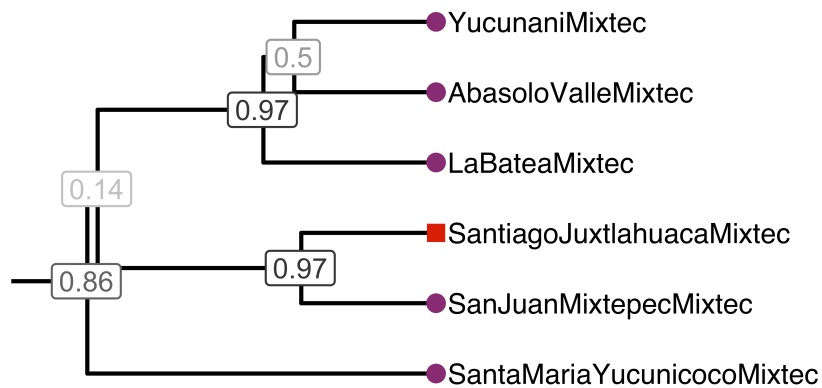 YucunaniMixtec
0.5
AbasoloValleMixtec
0.97
LaBateaMixtec
0.14
SantiagoJuxtlahuacaMixtec
0.97
0.86
SanJuanMixtepecMixtec
SantaMariaYucunicocoMixtec